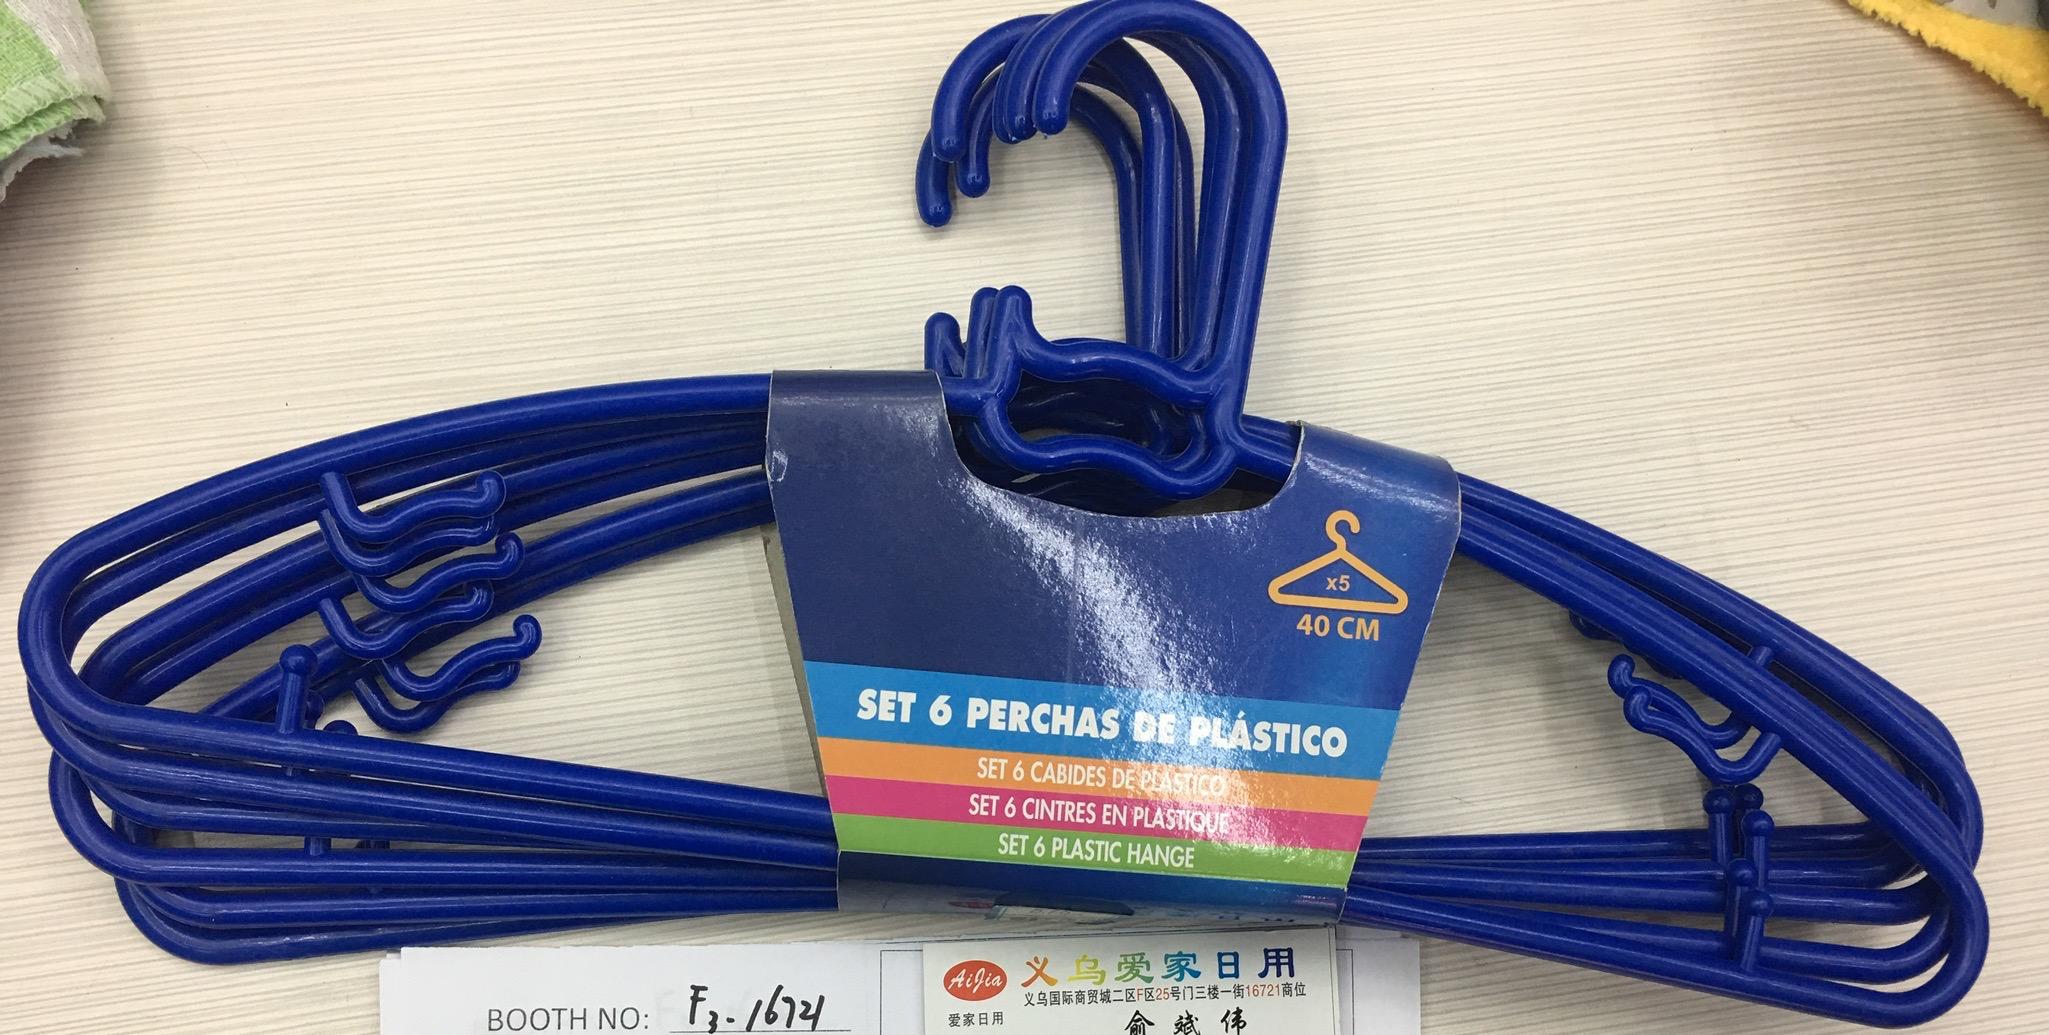 x5
40 CM
SET 6 PERCHAS DE PLÁSTICO
SET 6 CABIDES DE PLASTICO
SET 6 CINTRES EN PLASTIQUE
SET 6 PLASTIC HANGE
AiJia
义乌爱家日用
义乌国际商贸城二区F区25号门三楼一街16721商位
爱家日用
俞斌伟
BOOTH NO: F3-16721